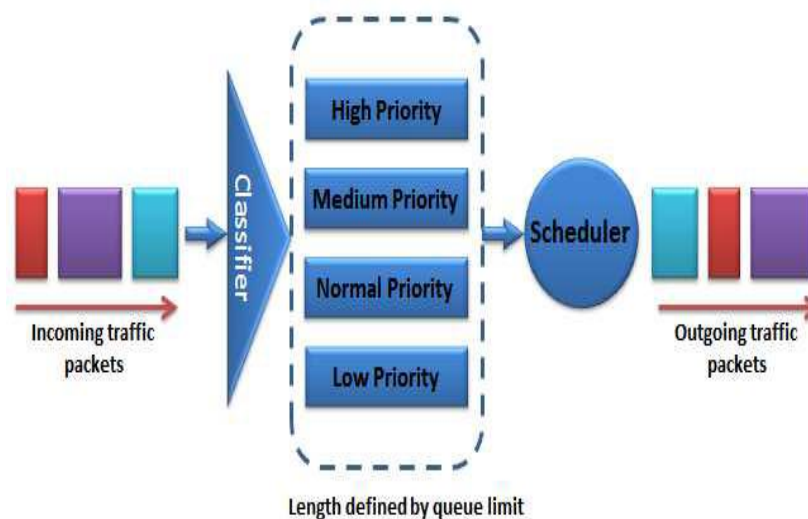 Incoming traffic
packets
Classifier
High Priority
Medium Priority
Normal Priority
Low Priority
Length defined by queue limit
Scheduler
Outgoing traffic
packets